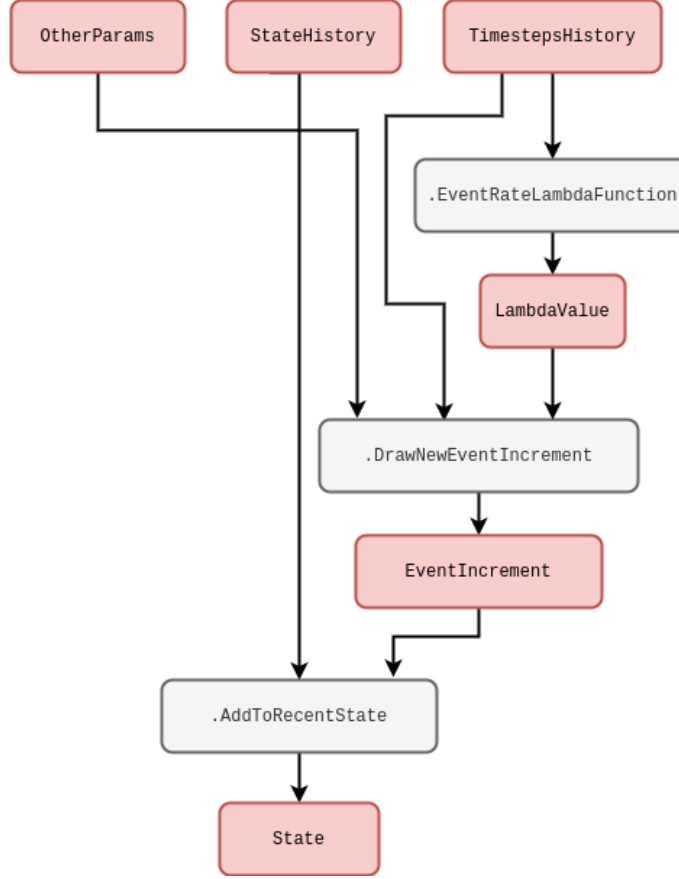 OtherParams
StateHistory
TimestepsHistory
.EventRateLambdaFunction
LambdaValue
.DrawNewEventIncrement
EventIncrement
.AddToRecentState
State